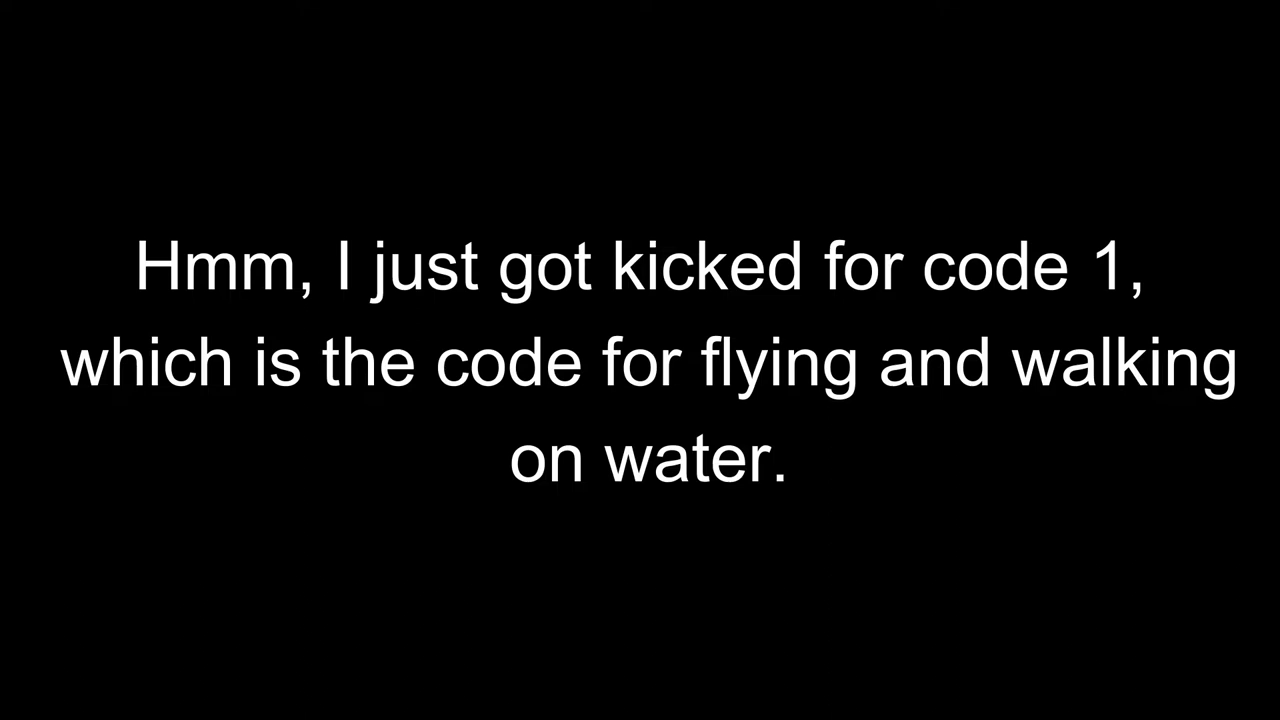 Hmm, I just got kicked for code 1,
which is the code for flying and walking
on water.